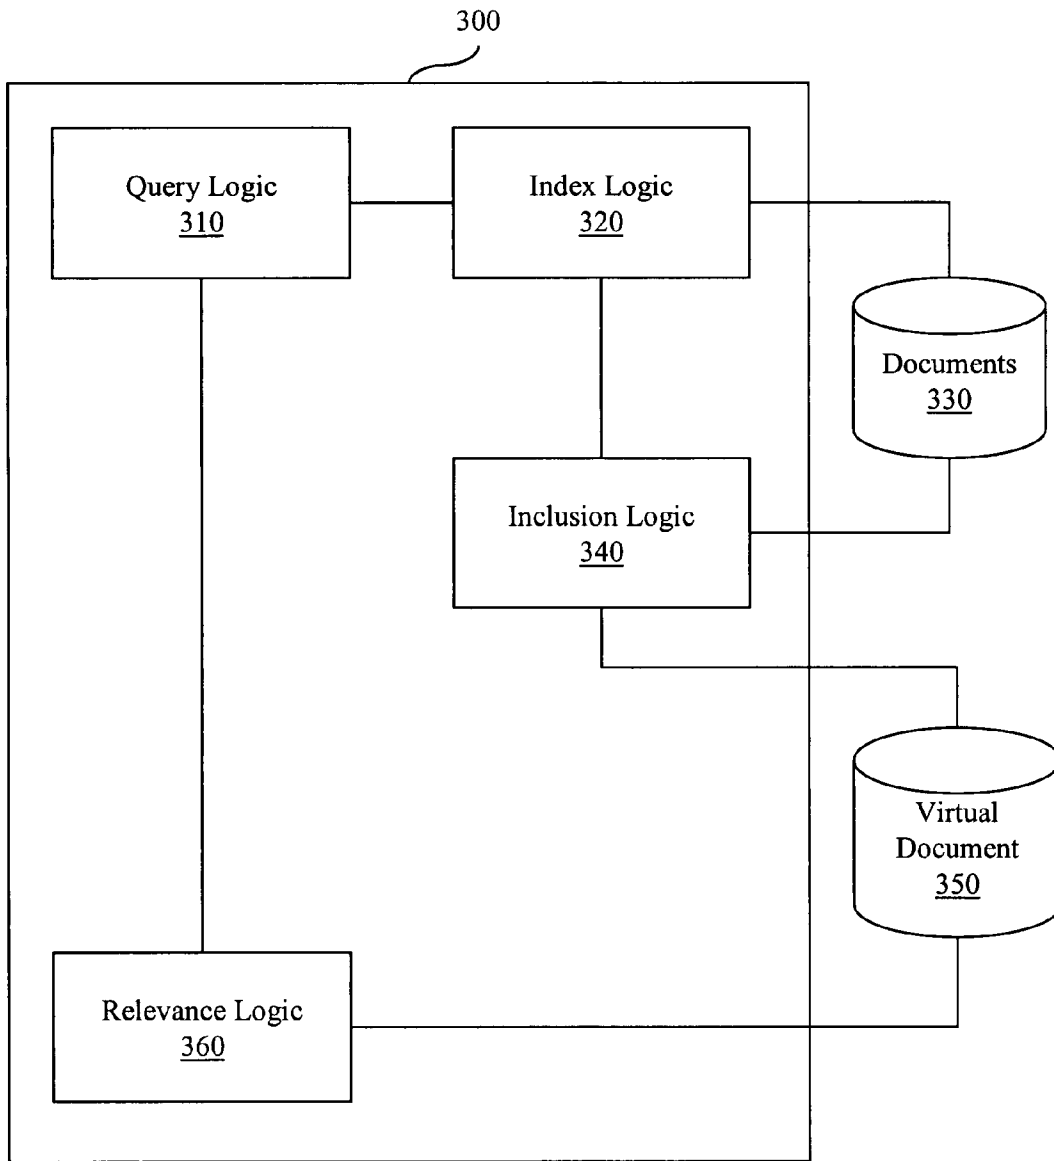 300
Query Logic
310
Index Logic
320
Documents
330
Inclusion Logic
340
Virtual
Document
350
Relevance Logic
360